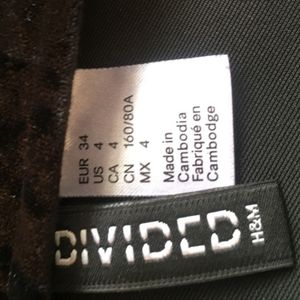 EUR 34
US 4
CA 4
CN 160/80A
MX 4
Made in
Cambodia
Fabriqué en
Cambodge
DIVIDED
H&M